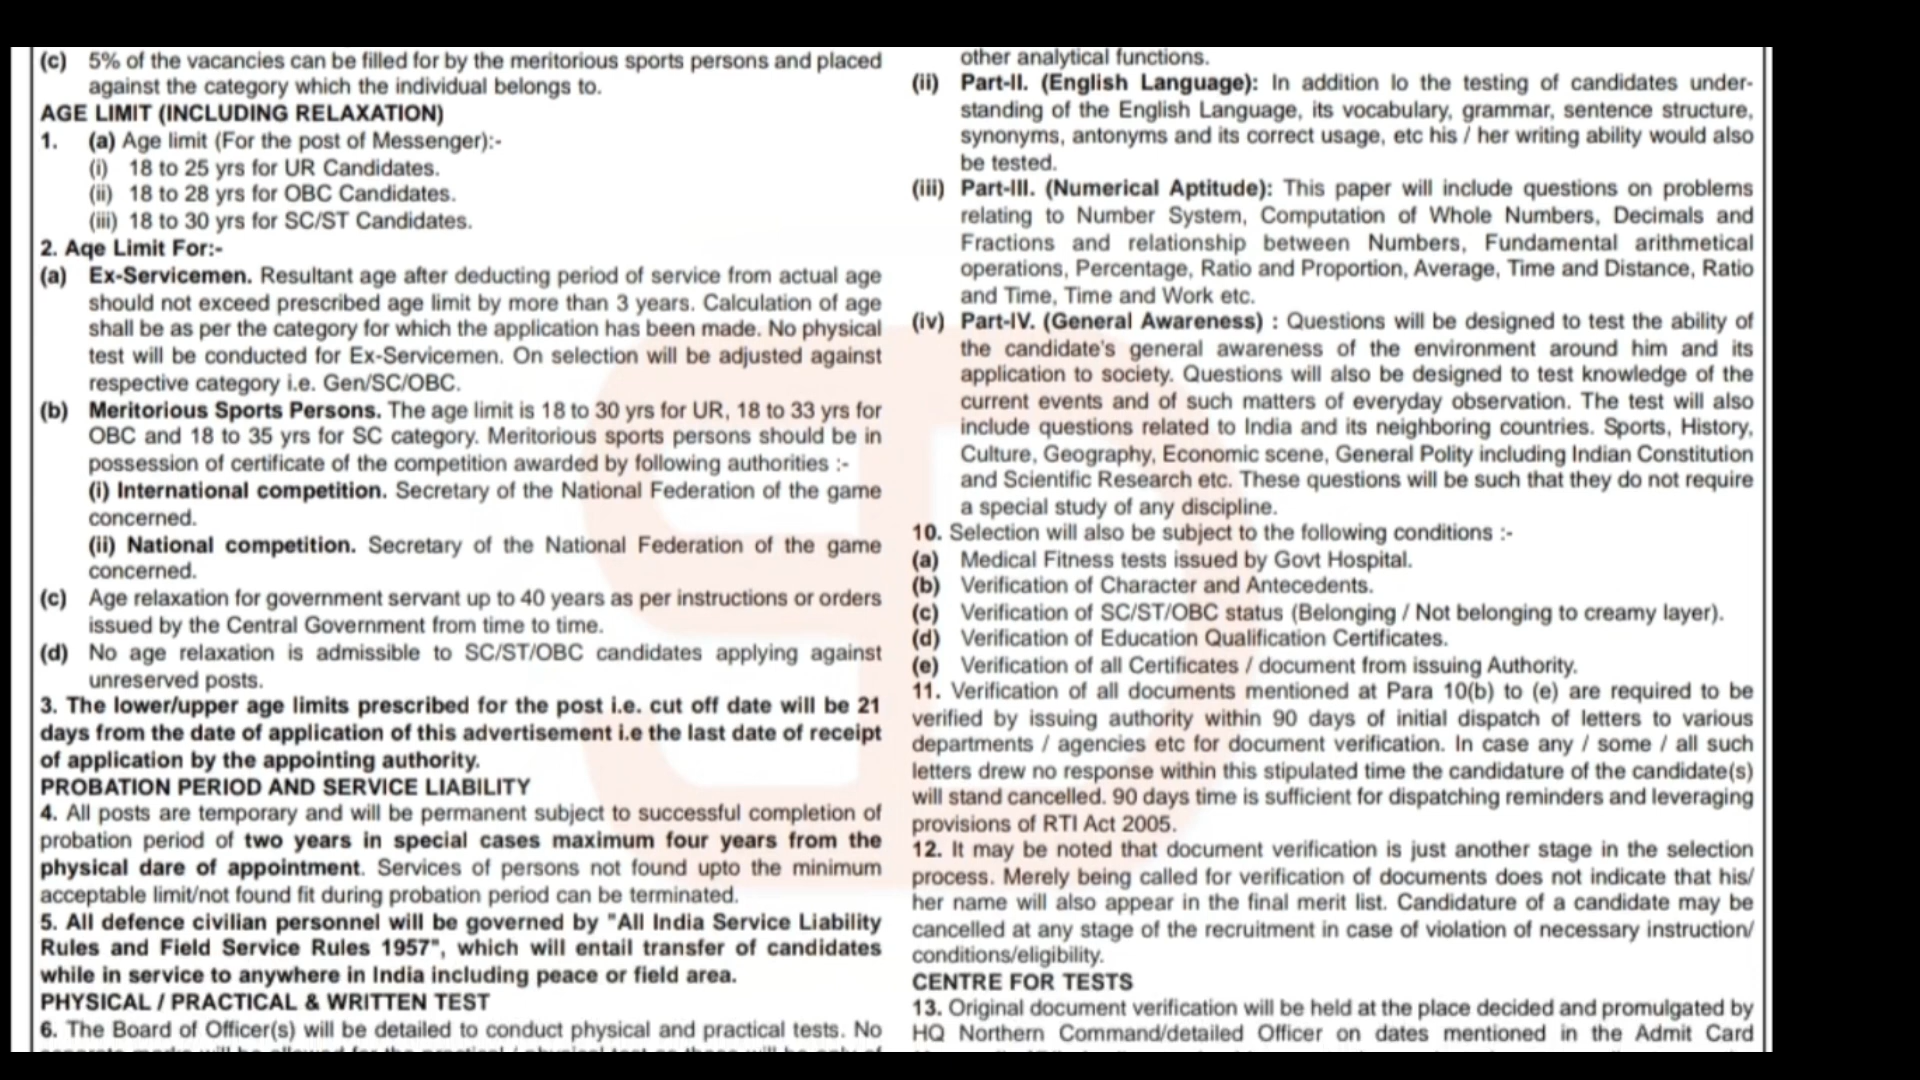 (c) 5% of the vacancies can be filled for by the meritorious sports persons and placed
against the category which the individual belongs to.
AGE LIMIT (INCLUDING RELAXATION)
1. (a) Age limit (For the post of Messenger):-
(i) 18 to 25 yrs for UR Candidates.
(ii) 18 to 28 yrs for OBC Candidates.
(iii) 18 to 30 yrs for SC/ST Candidates.
2. Aqe Limit For:-
(a) Ex-Servicemen. Resultant age after deducting period of service from actual age
should not exceed prescribed age limit by more than 3 years. Calculation of age
shall be as per the category for which the application has been made. No physical
test will be conducted for Ex-Servicemen. On selection will be adjusted against
respective category i.e. Gen/SC/OBC.
(b) Meritorious Sports Persons. The age limit is 18 to 30 yrs for UR, 18 to 33 yrs for
OBC and 18 to 35 yrs for SC category. Meritorious sports persons should be in
possession of certificate of the competition awarded by following authorities :-
(i) International competition. Secretary of the National Federation of the game
concerned.
(ii) National competition. Secretary of the National Federation of the game
concerned.
(c) Age relaxation for government servant up to 40 years as per instructions or orders
issued by the Central Government from time to time.
(d) No age relaxation is admissible to SC/ST/OBC candidates applying against
unreserved posts.
3. The lower/upper age limits prescribed for the post i.e. cut off date will be 21
days from the date of application of this advertisement i.e the last date of receipt
of application by the appointing authority.
PROBATION PERIOD AND SERVICE LIABILITY
4. All posts are temporary and will be permanent subject to successful completion of
probation period of two years in special cases maximum four years from the
physical dare of appointment. Services of persons not found upto the minimum
acceptable limit/not found fit during probation period can be terminated.
5. All defence civilian personnel will be governed by "All India Service Liability
Rules and Field Service Rules 1957", which will entail transfer of candidates
while in service to anywhere in India including peace or field area.
PHYSICAL / PRACTICAL & WRITTEN TEST
6. The Board of Officer(s) will be detailed to conduct physical and practical tests. No
other analytical functions.
(ii) Part-II. (English Language): In addition lo the testing of candidates under-
standing of the English Language, its vocabulary, grammar, sentence structure,
synonyms, antonyms and its correct usage, etc his / her writing ability would also
be tested.
(iii) Part-III. (Numerical Aptitude): This paper will include questions on problems
relating to Number System, Computation of Whole Numbers, Decimals and
Fractions and relationship between Numbers, Fundamental arithmetical
operations, Percentage, Ratio and Proportion, Average, Time and Distance, Ratio
and Time, Time and Work etc.
(iv) Part-IV. (General Awareness) : Questions will be designed to test the ability of
the candidate's general awareness of the environment around him and its
application to society. Questions will also be designed to test knowledge of the
current events and of such matters of everyday observation. The test will also
include questions related to India and its neighboring countries. Sports, History,
Culture, Geography, Economic scene, General Polity including Indian Constitution
and Scientific Research etc. These questions will be such that they do not require
a special study of any discipline.
10. Selection will also be subject to the following conditions :-
(a) Medical Fitness tests issued by Govt Hospital.
(b) Verification of Character and Antecedents.
(c) Verification of SC/ST/OBC status (Belonging / Not belonging to creamy layer).
(d) Verification of Education Qualification Certificates.
(e) Verification of all Certificates / document from issuing Authority.
11. Verification of all documents mentioned at Para 10(b) to (e) are required to be
verified by issuing authority within 90 days of initial dispatch of letters to various
departments / agencies etc for document verification. In case any / some / all such
letters drew no response within this stipulated time the candidature of the candidate(s)
will stand cancelled. 90 days time is sufficient for dispatching reminders and leveraging
provisions of RTI Act 2005.
12. It may be noted that document verification is just another stage in the selection
process. Merely being called for verification of documents does not indicate that his/
her name will also appear in the final merit list. Candidature of a candidate may be
cancelled at any stage of the recruitment in case of violation of necessary instruction/
conditions/eligibility.
CENTRE FOR TESTS
13. Original document verification will be held at the place decided and promulgated by
HQ Northern Command/detailed Officer on dates mentioned in the Admit Card